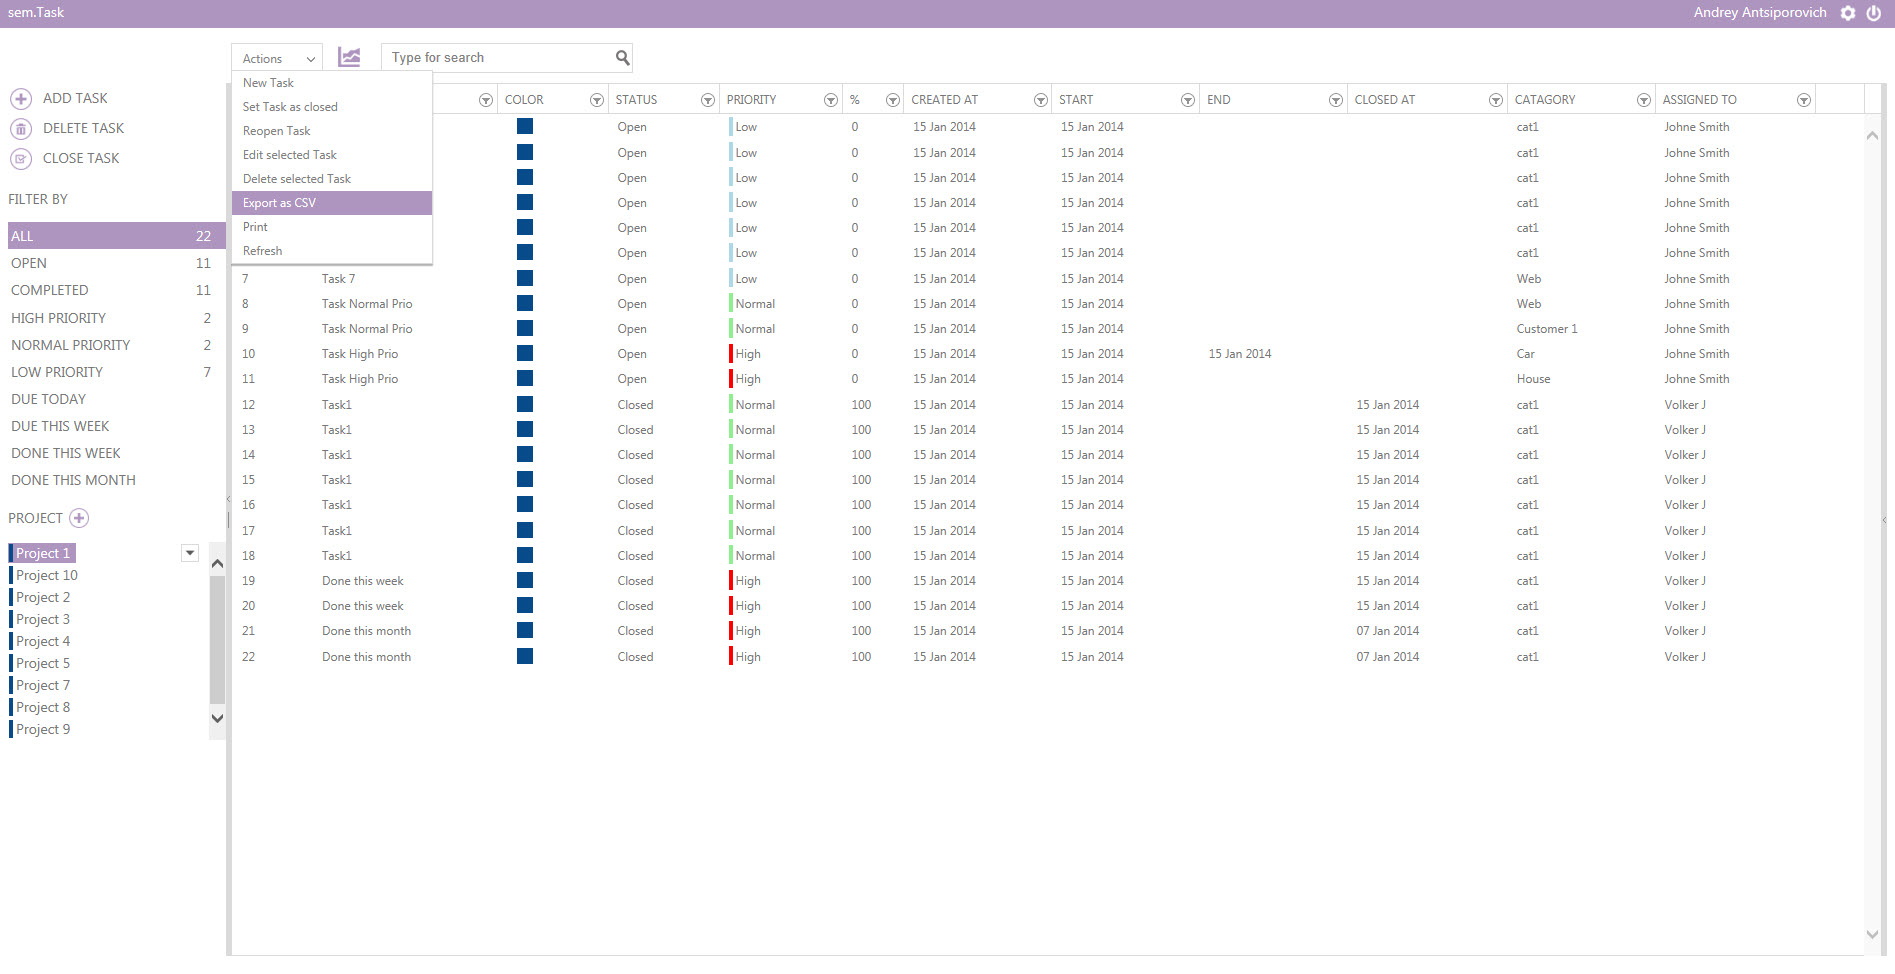 sem.Task
Andrey Antsiporovich
Actions
Type for search
ADD TASK
DELETE TASK
CLOSE TASK
FILTER BY
ALL 22
OPEN 11
COMPLETED 11
HIGH PRIORITY 2
NORMAL PRIORITY 2
LOW PRIORITY 7
DUE TODAY
DUE THIS WEEK
DONE THIS WEEK
DONE THIS MONTH
PROJECT
Project 1
Project 10
Project 2
Project 3
Project 4
Project 5
Project 7
Project 8
Project 9
New Task
Set Task as closed
Reopen Task
Edit selected Task
Delete selected Task
Export as CSV
Print
Refresh
COLOR STATUS PRIORITY % CREATED AT START END CLOSED AT CATAGORY ASSIGNED TO
Open Low 0 15 Jan 2014 15 Jan 2014 cat1 Johne Smith
Open Low 0 15 Jan 2014 15 Jan 2014 cat1 Johne Smith
Open Low 0 15 Jan 2014 15 Jan 2014 cat1 Johne Smith
Open Low 0 15 Jan 2014 15 Jan 2014 cat1 Johne Smith
Open Low 0 15 Jan 2014 15 Jan 2014 cat1 Johne Smith
Open Low 0 15 Jan 2014 15 Jan 2014 cat1 Johne Smith
7 Task 7 Open Low 0 15 Jan 2014 15 Jan 2014 Web Johne Smith
8 Task Normal Prio Open Normal 0 15 Jan 2014 15 Jan 2014 Web Johne Smith
9 Task Normal Prio Open Normal 0 15 Jan 2014 15 Jan 2014 Customer 1 Johne Smith
10 Task High Prio Open High 0 15 Jan 2014 15 Jan 2014 15 Jan 2014 Car Johne Smith
11 Task High Prio Open High 0 15 Jan 2014 15 Jan 2014 House Johne Smith
12 Task1 Closed Normal 100 15 Jan 2014 15 Jan 2014 15 Jan 2014 cat1 Volker J
13 Task1 Closed Normal 100 15 Jan 2014 15 Jan 2014 15 Jan 2014 cat1 Volker J
14 Task1 Closed Normal 100 15 Jan 2014 15 Jan 2014 15 Jan 2014 cat1 Volker J
15 Task1 Closed Normal 100 15 Jan 2014 15 Jan 2014 15 Jan 2014 cat1 Volker J
16 Task1 Closed Normal 100 15 Jan 2014 15 Jan 2014 15 Jan 2014 cat1 Volker J
17 Task1 Closed Normal 100 15 Jan 2014 15 Jan 2014 15 Jan 2014 cat1 Volker J
18 Task1 Closed Normal 100 15 Jan 2014 15 Jan 2014 15 Jan 2014 cat1 Volker J
19 Done this week Closed High 100 15 Jan 2014 15 Jan 2014 15 Jan 2014 cat1 Volker J
20 Done this week Closed High 100 15 Jan 2014 15 Jan 2014 15 Jan 2014 cat1 Volker J
21 Done this month Closed High 100 15 Jan 2014 15 Jan 2014 07 Jan 2014 cat1 Volker J
22 Done this month Closed High 100 15 Jan 2014 15 Jan 2014 07 Jan 2014 cat1 Volker J